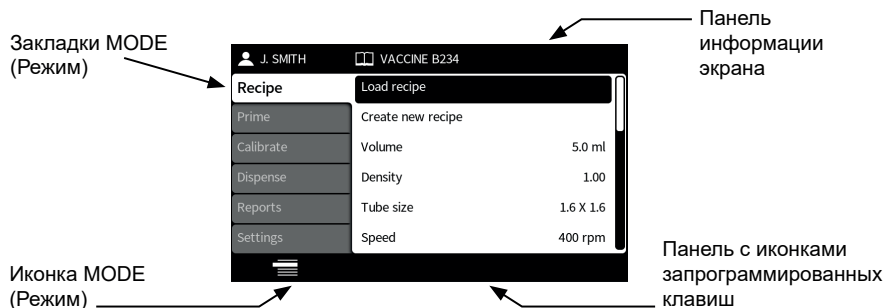 Панель
информации
экрана
Закладки MODE
(Режим)
J. SMITH VACCINE B234
Recipe
Prime
Calibrate
Dispense
Reports
Settings
Load recipe
Create new recipe
Volume 5.0 ml
Density 1.00
Tube size 1.6 X 1.6
Speed 400 rpm
Иконка MODE
(Режим)
Панель с иконками
запрограммированных
клавиш